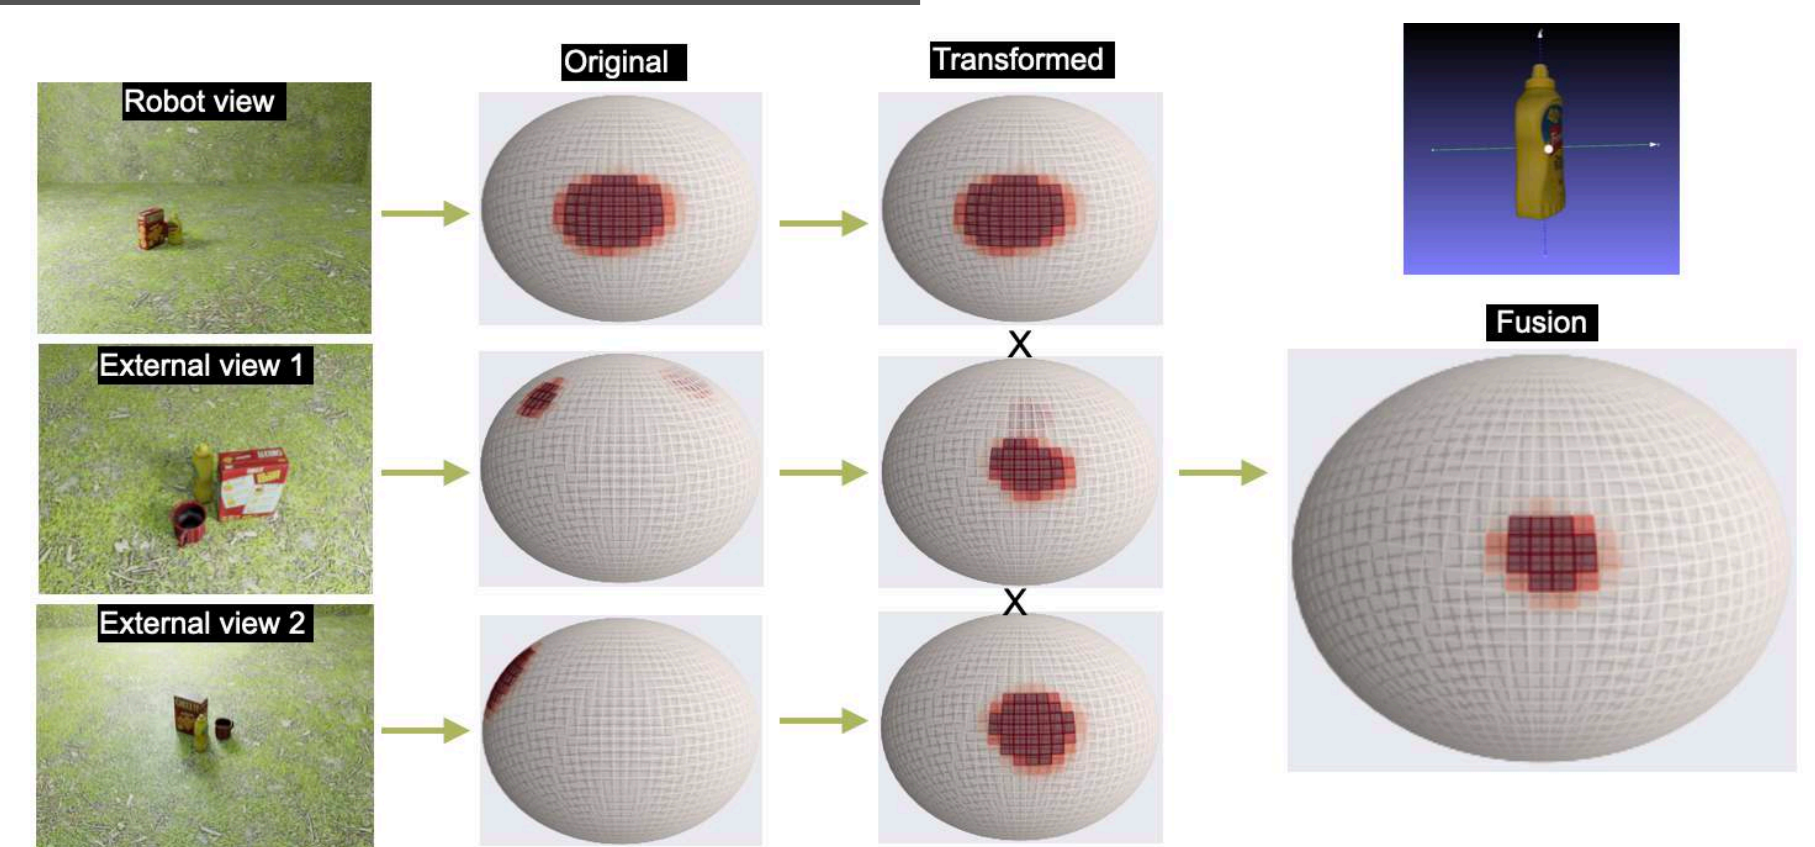 Original
Transformed
Robot view
X
Fusion
External view 1
X
External view 2